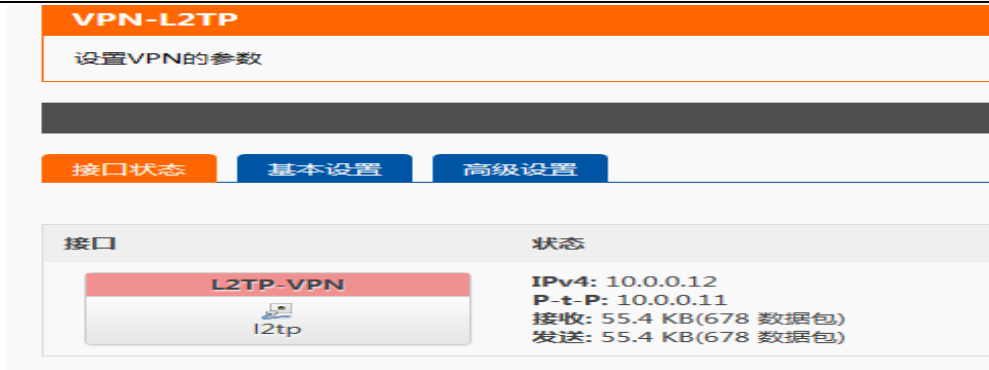 VPN-L2TP
设置VPN的参数
接口状态 基本设置 高级设置
接口 状态
L2TP-VPN
l2tp
IPv4: 10.0.0.12
P-t-P: 10.0.0.11
接收: 55.4 KB(678 数据包)
发送: 55.4 KB(678 数据包)